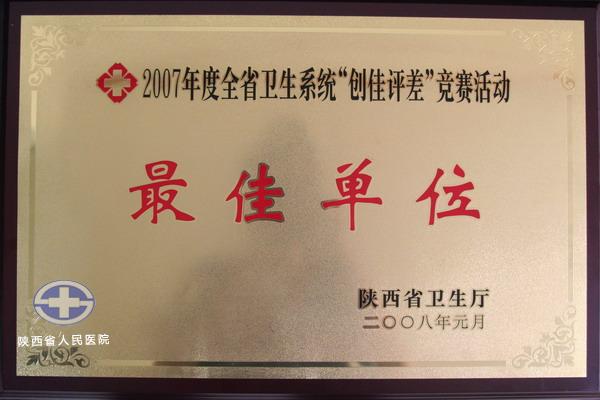 2007年度全省卫生系统“创佳评差”竞赛活动
最佳单位
陕西省卫生厅
二〇〇八年元月
陕西省人民医院